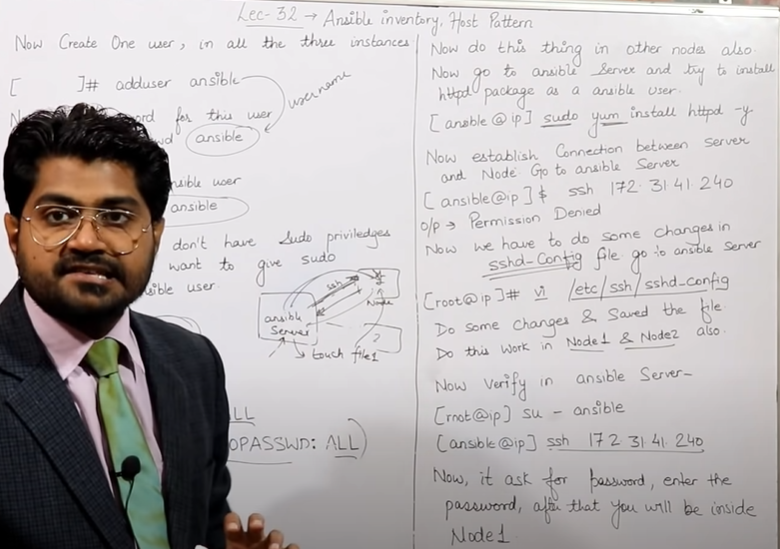 Lec-32 → Ansible inventory, Host Pattern
Now Create One user, in all the three instances
[ ]# adduser ansible
username
for this user
ansible
user
ansible
don't have Sudo priviledges
want to give sudo
user.
ansible
Server
ssh
Node
2
touch file1
ALL
OPASSWD: ALL)
Now do this thing in other nodes also.
Now go to ansible Server and try to install
httpd package as a ansible user.
[ansible@ip] sudo yum install httpd -y
Now establish Connection between server
and Node Go to ansible Server
[ansible@ip]$ ssh 172.31.41.240
O/p → Permission Denied
Now we have to do some changes in
sshd-Config file. go to ansible Server
[root@ip]# vi /etc/ssh/sshd_config
Do some Changes & Saved the file.
Do this Work in Node1 & Node2 also.
Now Verify in ansible Server-
[root@ip] su - ansible
[ansible@ip] ssh 172.31.41.240
Now, it ask for password, enter the
password, after that you will be inside
Node1.